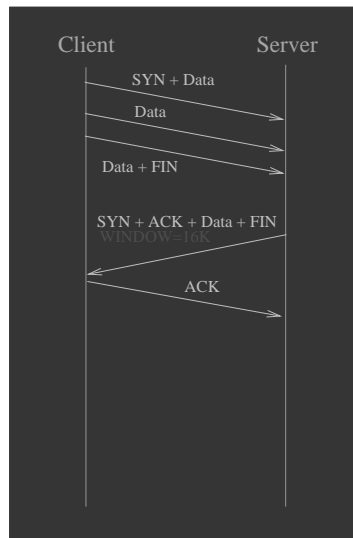 Client Server
SYN + Data
Data
Data + FIN
SYN + ACK + Data + FIN
WINDOW=16K
ACK